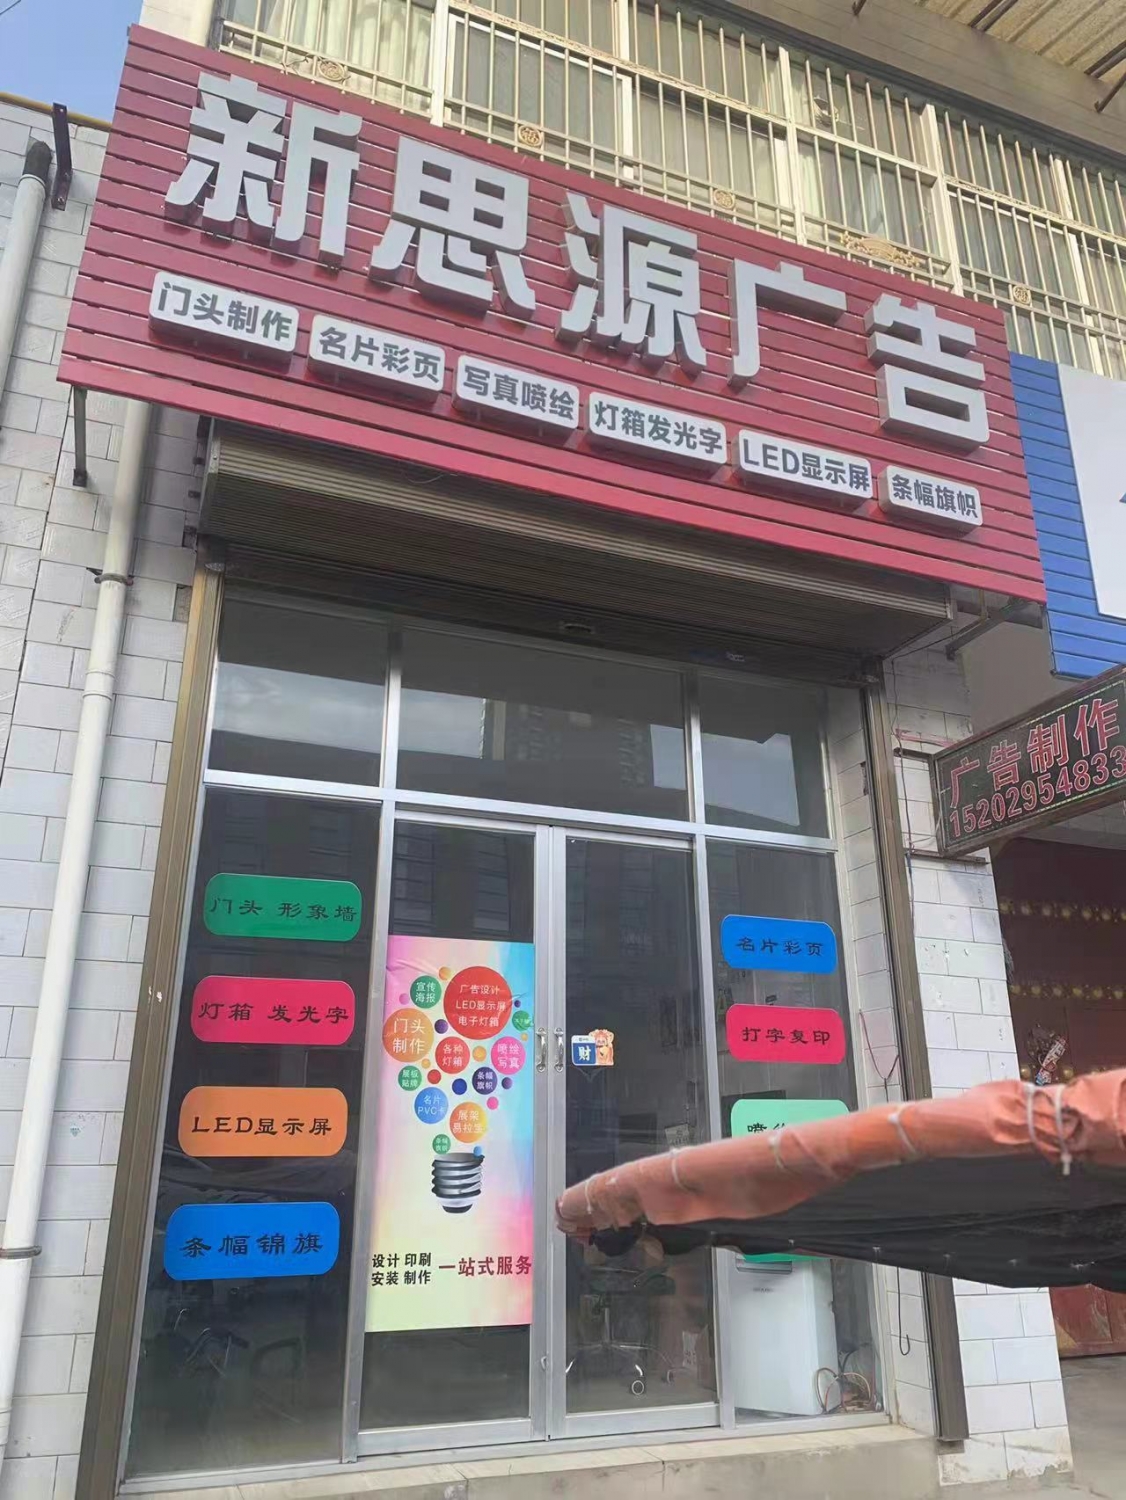 新思源广告
门头制作
名片彩页
写真喷绘
灯箱发光字
LED显示屏
条幅旗帜
广告制作
15202954833
门头 形象墙
灯箱 发光字
LED显示屏
条幅锦旗
宣传
海报
广告设计
LED显示屏
电子灯箱
门头
制作
各种
灯箱
喷绘
写真
展板
贴牌
条幅
旗帜
名片
PVC卡
展架
设计 印刷
安装 制作
一站式服务
财
名片彩页
打字复印
喷